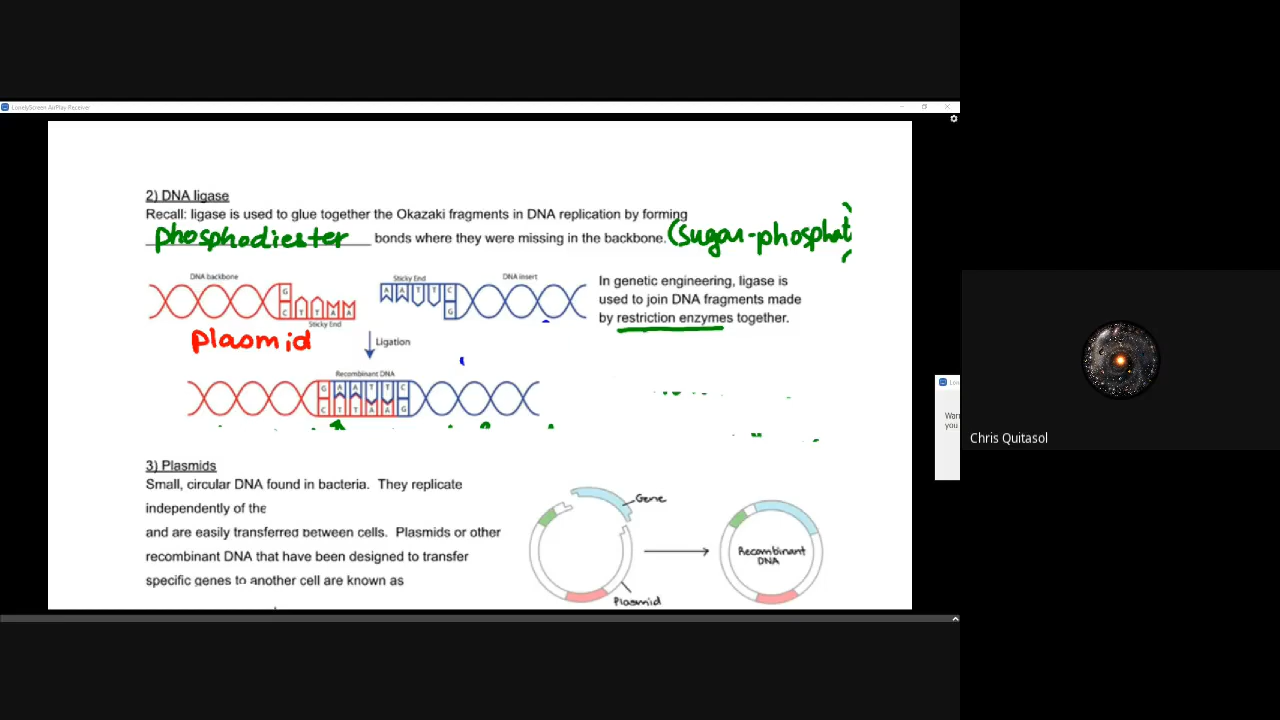 LonelyScreen AirPlay Receiver
2) DNA ligase
Recall: ligase is used to glue together the Okazaki fragments in DNA replication by forming
phosphodiester bonds where they were missing in the backbone. (sugar-phosphat
DNA backbone
Sticky End
DNA insert
G
A A T T C
C T T A A
G
Sticky End
In genetic engineering, ligase is
used to join DNA fragments made
by restriction enzymes together.
plasmid
Ligation
Recombinant DNA
G A A T T C
C T T A A G
3) Plasmids
Small, circular DNA found in bacteria. They replicate
independently of the
and are easily transferred between cells. Plasmids or other
recombinant DNA that have been designed to transfer
specific genes to another cell are known as
Gene
Plasmid
Recombinant
DNA
Chris Quitasol